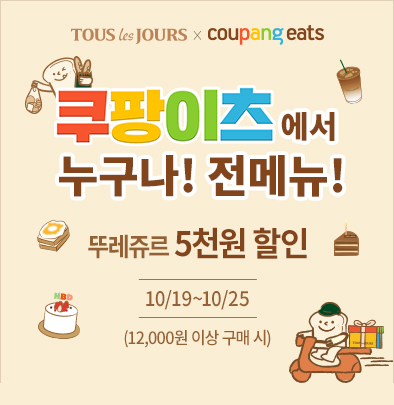 TOUS les JOURS × coupang eats
쿠팡이츠에서
누구나! 전메뉴!
뚜레쥬르 5천원 할인
HBD
10/19~10/25
(12,000원 이상 구매 시)